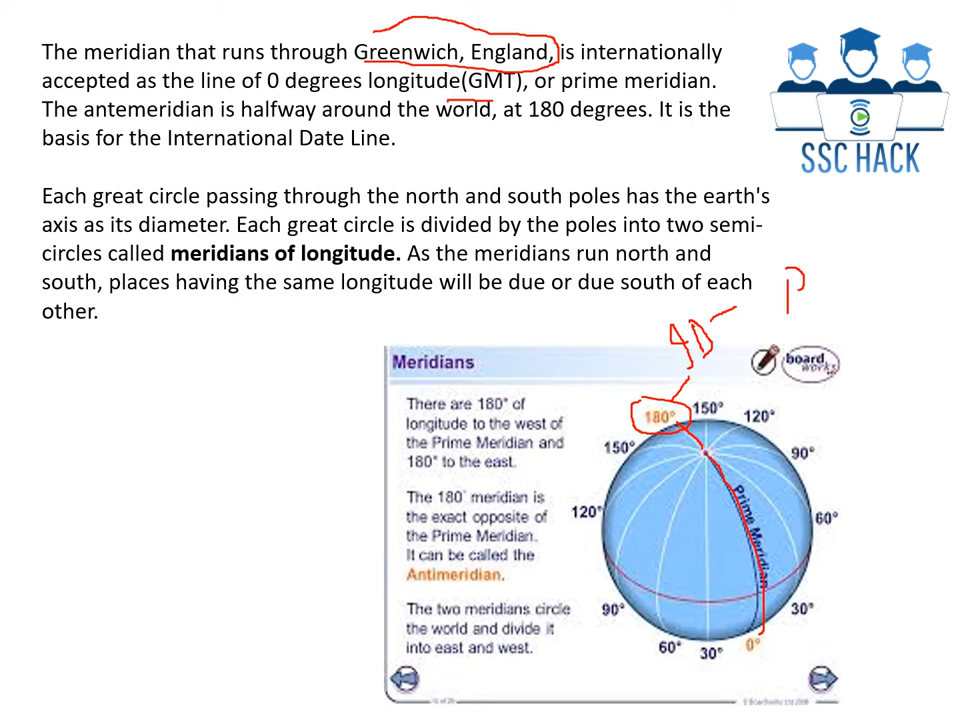 The meridian that runs through Greenwich, England, is internationally
accepted as the line of 0 degrees longitude(GMT), or prime meridian.
The antemeridian is halfway around the world, at 180 degrees. It is the
basis for the International Date Line.
SSC HACK
Each great circle passing through the north and south poles has the earth's
axis as its diameter. Each great circle is divided by the poles into two semi-
circles called meridians of longitude. As the meridians run north and
south, places having the same longitude will be due or due south of each
other.
P
Meridians
board
works
There are 180° of
longitude to the west of
the Prime Meridian and
180° to the east.
The 180° meridian is
the exact opposite of
the Prime Meridian.
It can be called the
Antimeridian.
The two meridians circle
the world and divide it
into east and west.
180° 150° 120°
150° 90°
120° 60°
90° 30°
60° 30° 0°
Prime Meridian